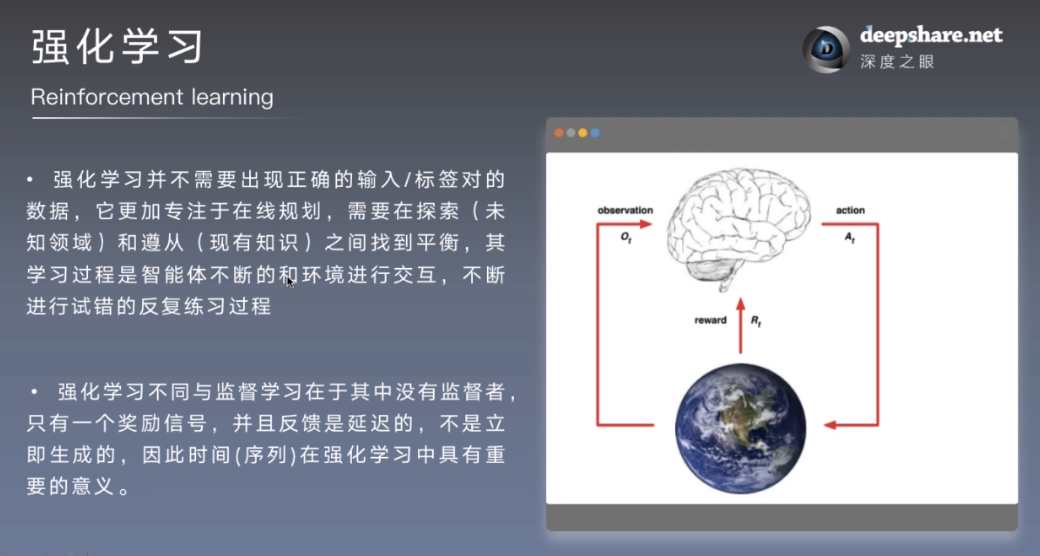 强化学习
deepshare.net
深度之眼
Reinforcement learning
• 强化学习并不需要出现正确的输入/标签对的
数据，它更加专注于在线规划，需要在探索（未
知领域）和遵从（现有知识）之间找到平衡，其
学习过程是智能体不断的和环境进行交互，不断
进行试错的反复练习过程
• 强化学习不同与监督学习在于其中没有监督者，
只有一个奖励信号，并且反馈是延迟的，不是立
即生成的，因此时间(序列)在强化学习中具有重
要的意义。
observation
Ot
action
At
reward Rt